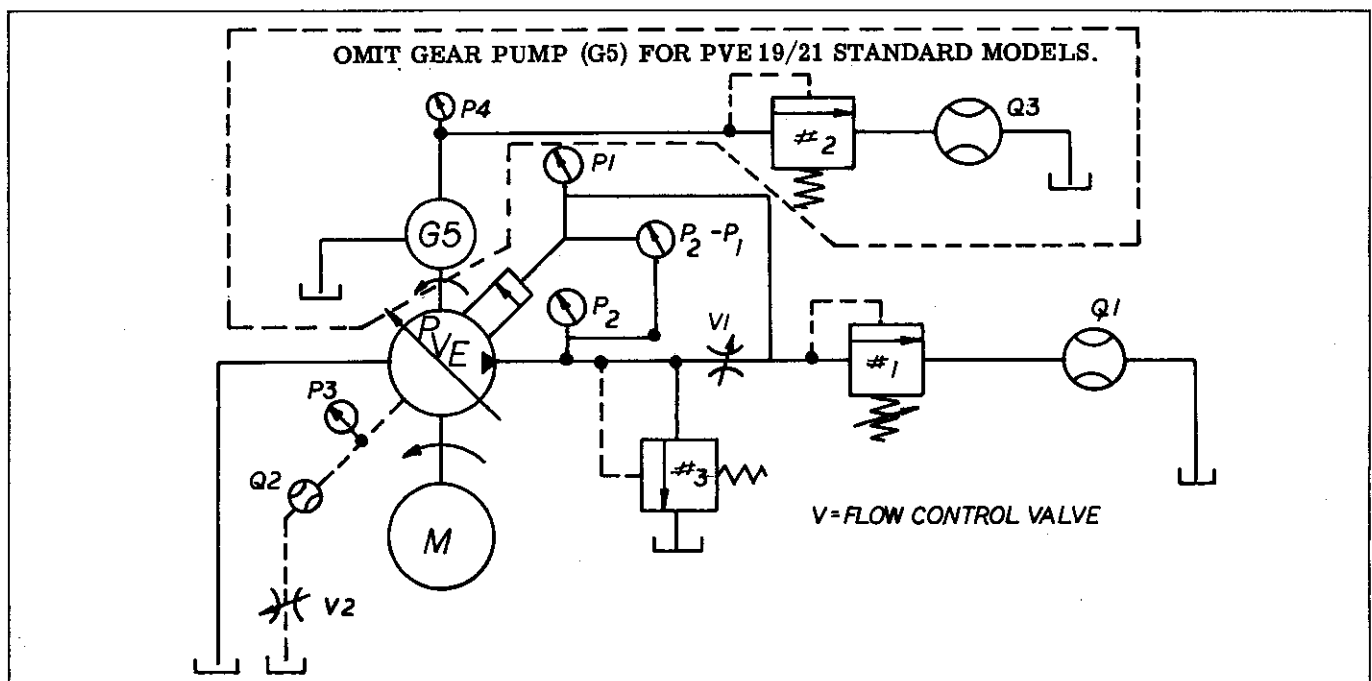 OMIT GEAR PUMP (G5) FOR PVE 19/21 STANDARD MODELS.
P4
Q3
#2
P1
G5
P2-P1
P2
V1
Q1
PVE
#1
P3
Q2
#3
V=FLOW CONTROL VALVE
M
V2